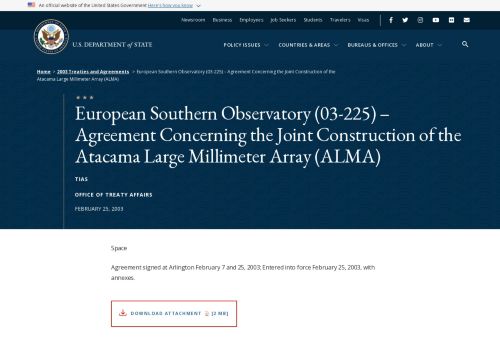 An official website of the United States Government Here's how you know
Newsroom Business Employers Job Seekers Students Travelers Visas
U.S. DEPARTMENT of STATE
POLICY ISSUES COUNTRIES & AREAS BUREAUS & OFFICES ABOUT
Home > 2003 Treaties and Agreements > European Southern Observatory (03-225) – Agreement Concerning the Joint Construction of the
Atacama Large Millimeter Array (ALMA)
European Southern Observatory (03-225) –
Agreement Concerning the Joint Construction of the
Atacama Large Millimeter Array (ALMA)
TIAS
OFFICE OF TREATY AFFAIRS
FEBRUARY 25, 2003
Space
Agreement signed at Arlington February 7 and 25, 2003; Entered into force February 25, 2003, with
annexes.
DOWNLOAD ATTACHMENT [2 MB]